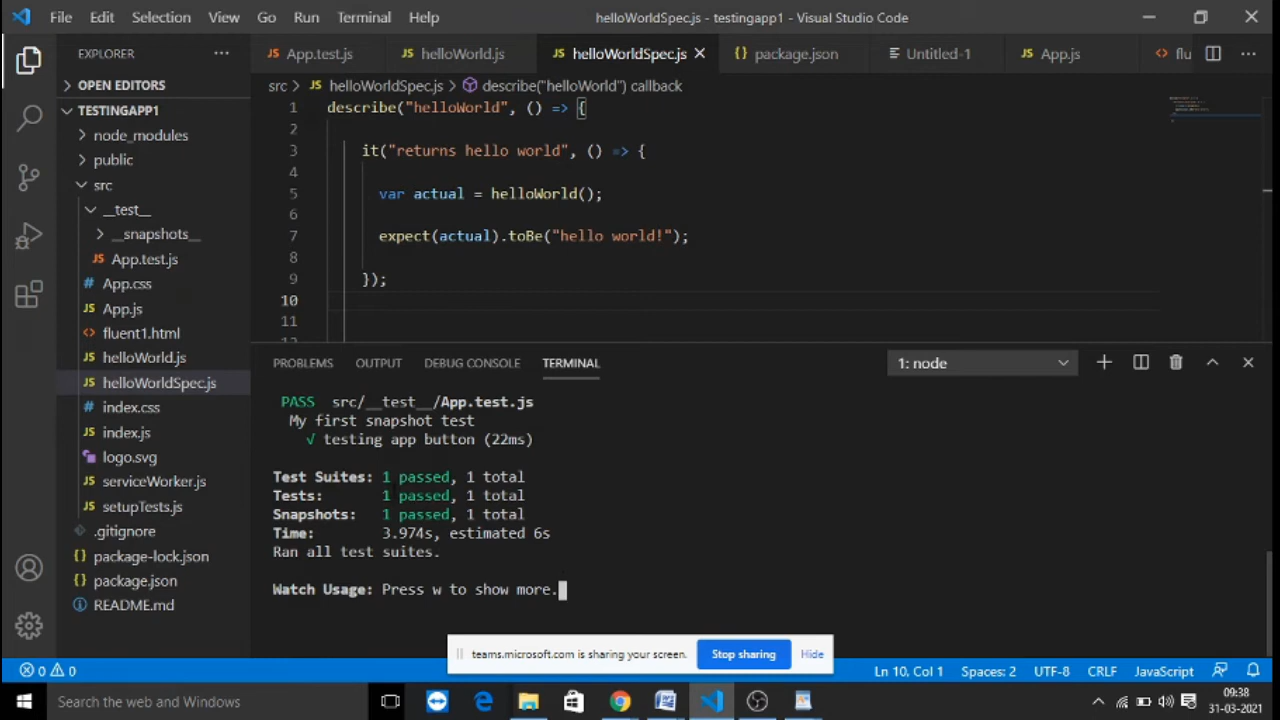 File Edit Selection View Go Run Terminal Help
helloWorldSpec.js - testingapp1 - Visual Studio Code
EXPLORER
App.test.js
helloWorld.js
helloWorldSpec.js
package.json
Untitled-1
App.js
flu
OPEN EDITORS
src > JS helloWorldSpec.js > describe("helloWorld") callback
TESTINGAPP1
node_modules
public
src
__test__
__snapshots__
JS App.test.js
# App.css
JS App.js
<> fluent1.html
JS helloWorld.js
JS helloWorldSpec.js
# index.css
JS index.js
logo.svg
JS serviceWorker.js
JS setupTests.js
.gitignore
{} package-lock.json
{} package.json
README.md
1 describe("helloWorld", () => {
2
3 it("returns hello world", () => {
4
5 var actual = helloWorld();
6
7 expect(actual).toBe("hello world!");
8
9 });
10
11
12
PROBLEMS OUTPUT DEBUG CONSOLE TERMINAL
1: node
PASS src/__test__/App.test.js
My first snapshot test
√ testing app button (22ms)
Test Suites: 1 passed, 1 total
Tests: 1 passed, 1 total
Snapshots: 1 passed, 1 total
Time: 3.974s, estimated 6s
Ran all test suites.
Watch Usage: Press w to show more.
teams.microsoft.com is sharing your screen. Stop sharing Hide
0 0
Ln 10, Col 1 Spaces: 2 UTF-8 CRLF JavaScript
Search the web and Windows
09:38
31-03-2021